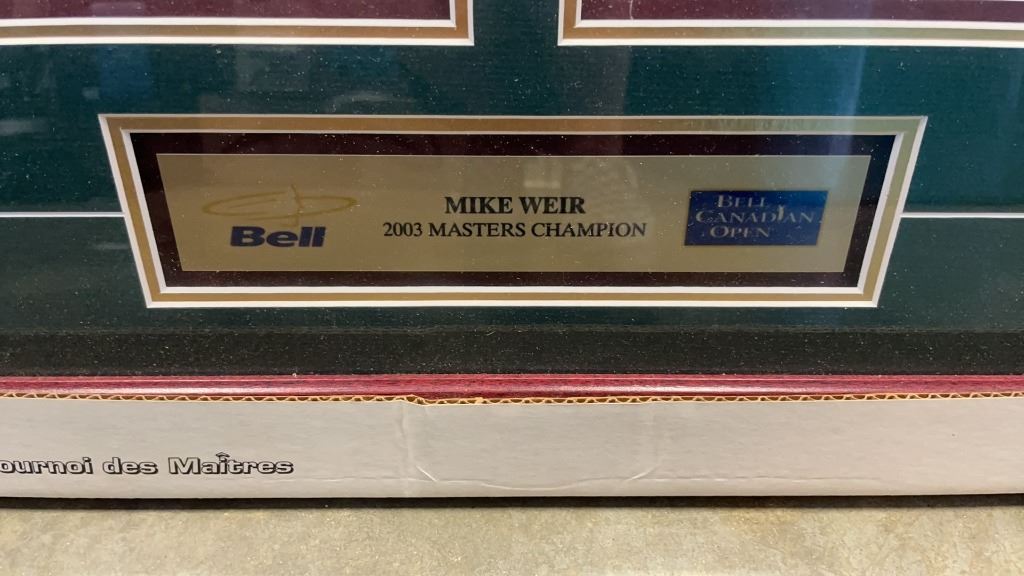 Bell
MIKE WEIR
2003 MASTERS CHAMPION
BELL
CANADIAN
OPEN
ournoi des Maîtres